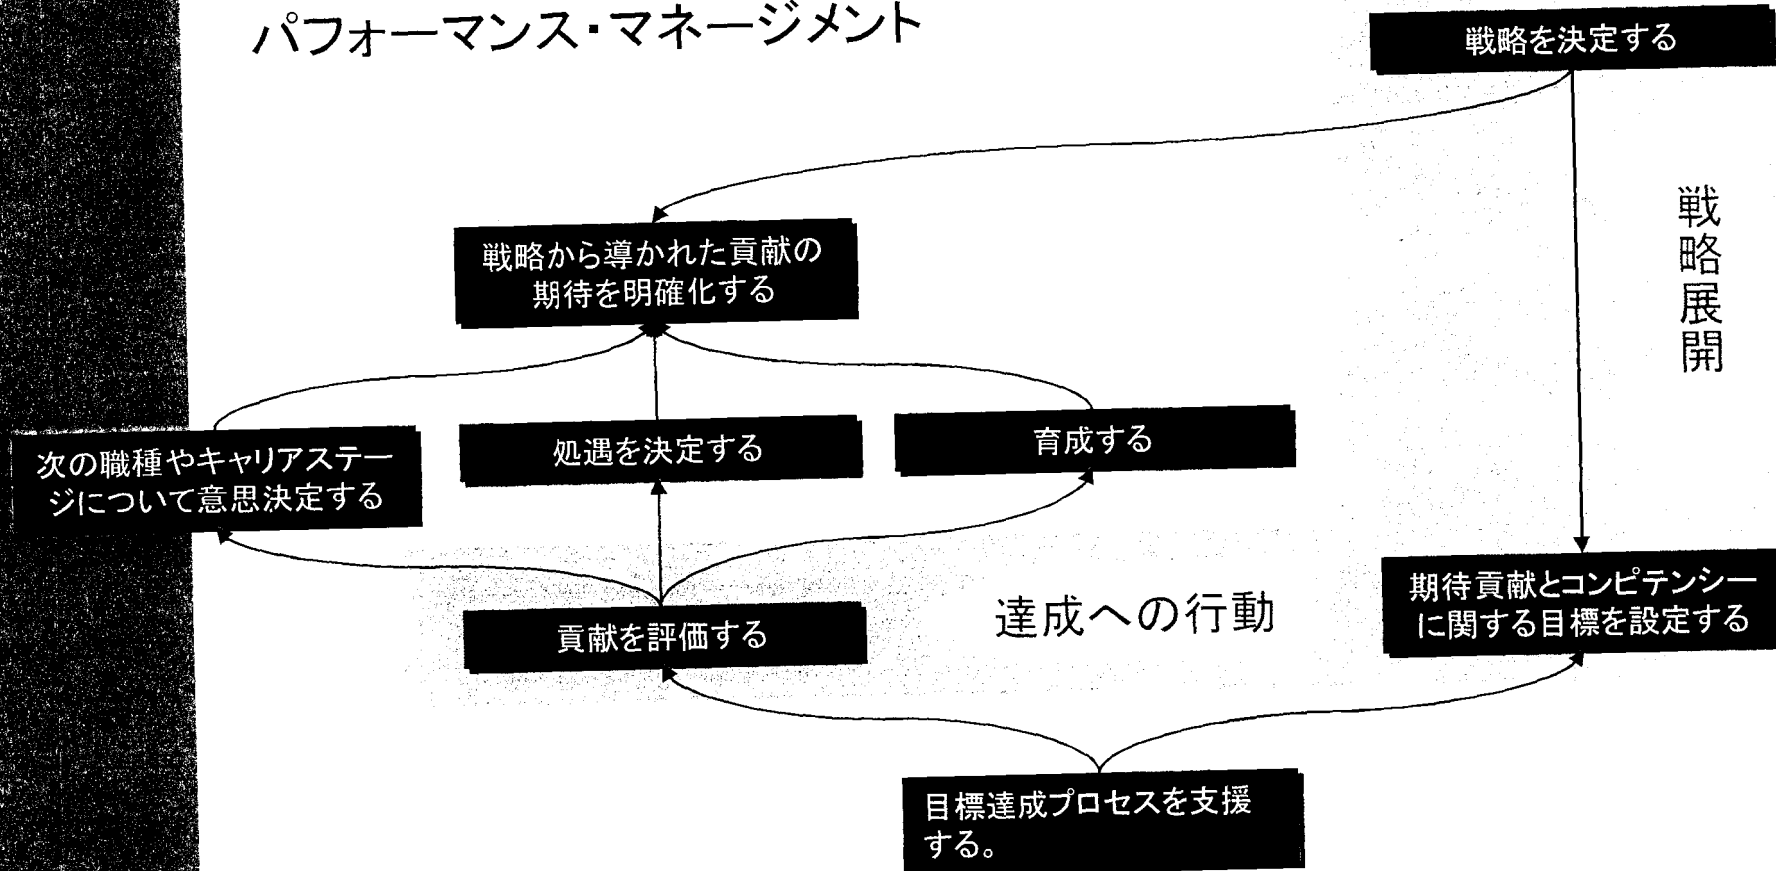 パフォーマンス・マネージメント
戦略を決定する
戦略から導かれた貢献の
期待を明確化する
戦略展開
次の職種やキャリアステー
ジについて意思決定する
処遇を決定する
育成する
貢献を評価する
達成への行動
期待貢献とコンピテンシー
に関する目標を設定する
目標達成プロセスを支援
する。